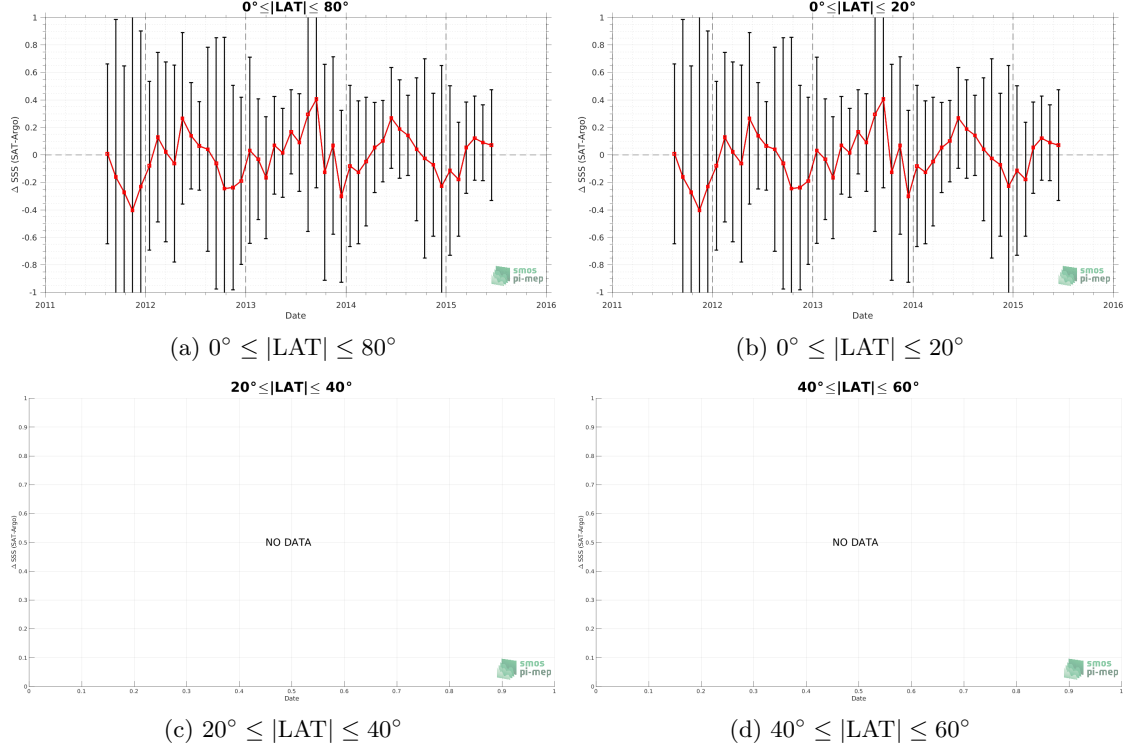 0°≤|LAT|≤ 80°
1
0.8
0.6
0.4
0.2
0
-0.2
-0.4
-0.6
-0.8
-1
Δ SSS (SAT-Argo)
2011 2012 2013 2014 2015 2016
Date
smos
pi-mep
(a) 0° ≤ |LAT| ≤ 80°
0°≤|LAT|≤ 20°
1
0.8
0.6
0.4
0.2
0
-0.2
-0.4
-0.6
-0.8
-1
Δ SSS (SAT-Argo)
2011 2012 2013 2014 2015 2016
Date
smos
pi-mep
(b) 0° ≤ |LAT| ≤ 20°
20°≤|LAT|≤ 40°
1
0.9
0.8
0.7
0.6
0.5
0.4
0.3
0.2
0.1
0
Δ SSS (SAT-Argo)
NO DATA
0 0.1 0.2 0.3 0.4 0.5 0.6 0.7 0.8 0.9 1
Date
smos
pi-mep
(c) 20° ≤ |LAT| ≤ 40°
40°≤|LAT|≤ 60°
1
0.9
0.8
0.7
0.6
0.5
0.4
0.3
0.2
0.1
0
Δ SSS (SAT-Argo)
NO DATA
0 0.1 0.2 0.3 0.4 0.5 0.6 0.7 0.8 0.9 1
Date
smos
pi-mep
(d) 40° ≤ |LAT| ≤ 60°